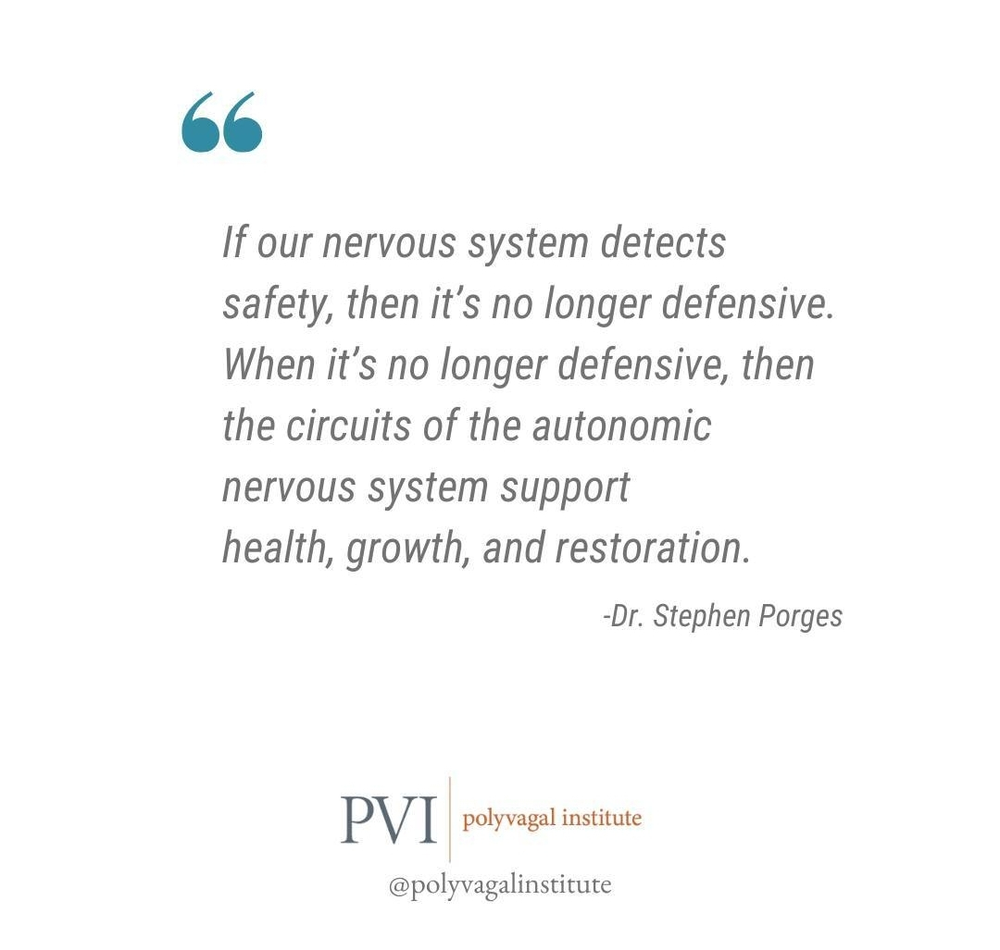 “
If our nervous system detects
safety, then it’s no longer defensive.
When it’s no longer defensive, then
the circuits of the autonomic
nervous system support
health, growth, and restoration.
-Dr. Stephen Porges
PVI polyvagal institute
@polyvagalinstitute